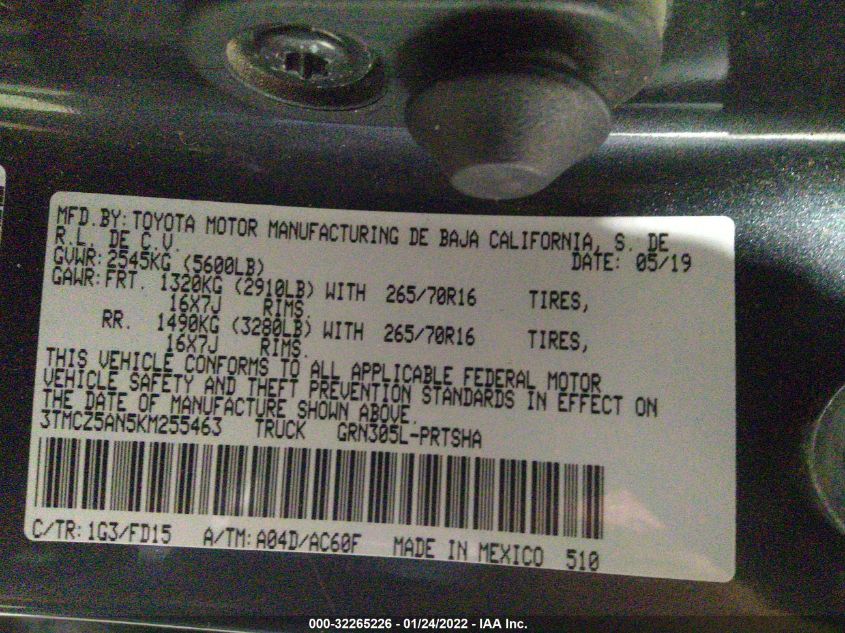 MFD.BY: TOYOTA MOTOR MANUFACTURING DE BAJA CALIFORNIA, S. DE
R.L. DE C.V. DATE: 05/19
GVWR: 2545KG (5600LB)
GAWR: FRT. 1320KG (2910LB) WITH 265/70R16 TIRES,
16X7J RIMS.
RR. 1490KG (3280LB) WITH 265/70R16 TIRES,
16X7J RIMS.
THIS VEHICLE CONFORMS TO ALL APPLICABLE FEDERAL MOTOR
VEHICLE SAFETY AND THEFT PREVENTION STANDARDS IN EFFECT ON
THE DATE OF MANUFACTURE SHOWN ABOVE.
3TMCZ5AN5KM255463 TRUCK GRN305L-PRTSHA
C/TR: 1G3/FD15 A/TM: A04D/AC60F MADE IN MEXICO 510
000-32265226 - 01/24/2022 - IAA Inc.